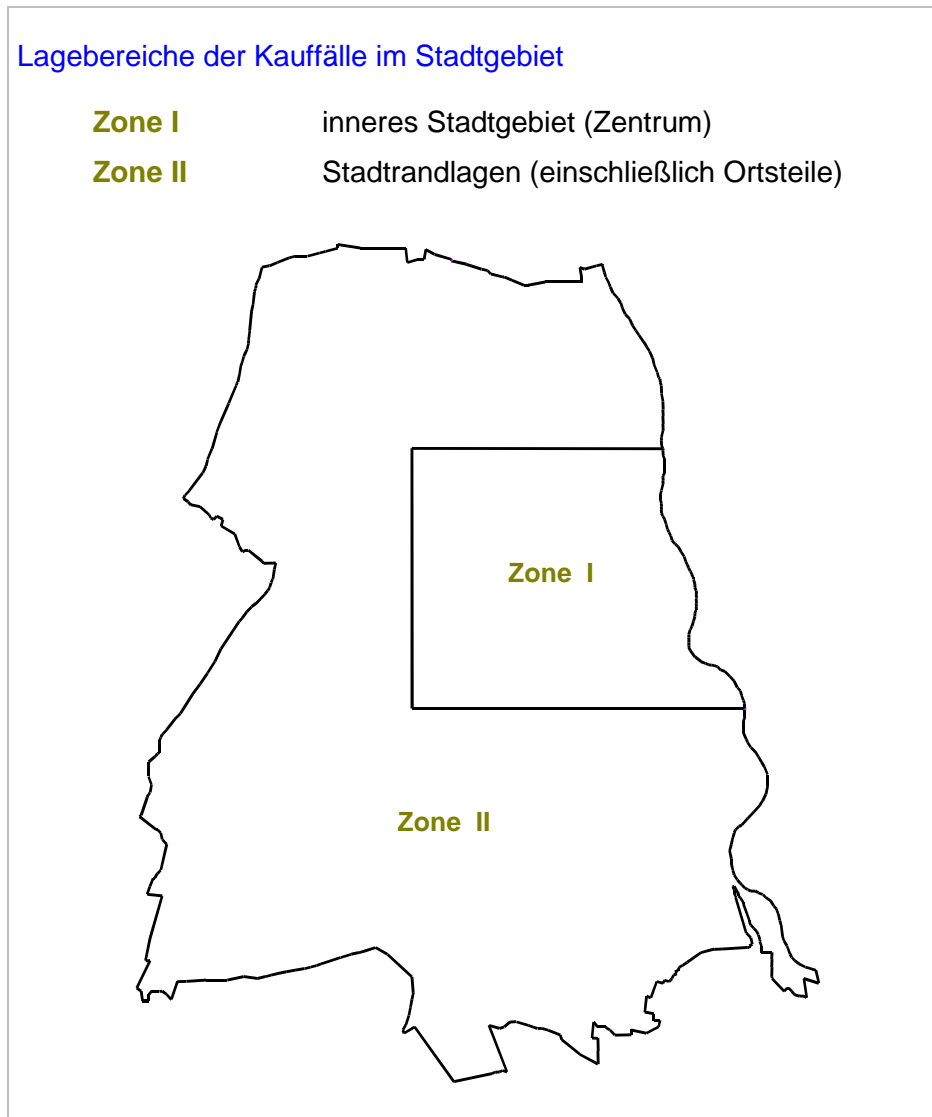 Lagebereiche der Kauffälle im Stadtgebiet
Zone I inneres Stadtgebiet (Zentrum)
Zone II Stadtrandlagen (einschließlich Ortsteile)
Zone I
Zone II